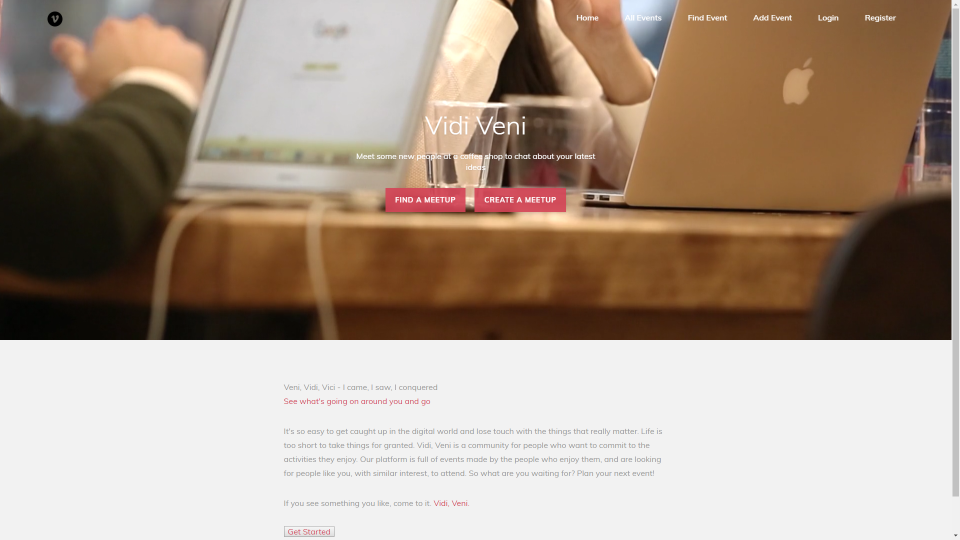 Home All Events Find Event Add Event Login Register
Google
Vidi Veni
Meet some new people at a coffee shop to chat about your latest
ideas
FIND A MEETUP CREATE A MEETUP
Veni, Vidi, Vici - I came, I saw, I conquered
See what's going on around you and go
It's so easy to get caught up in the digital world and lose touch with the things that really matter. Life is
too short to take things for granted. Vidi, Veni is a community for people who want to commit to the
activities they enjoy. Our platform is full of events made by the people who enjoy them, and are looking
for people like you, with similar interest, to attend. So what are you waiting for? Plan your next event!
If you see something you like, come to it. Vidi, Veni.
Get Started